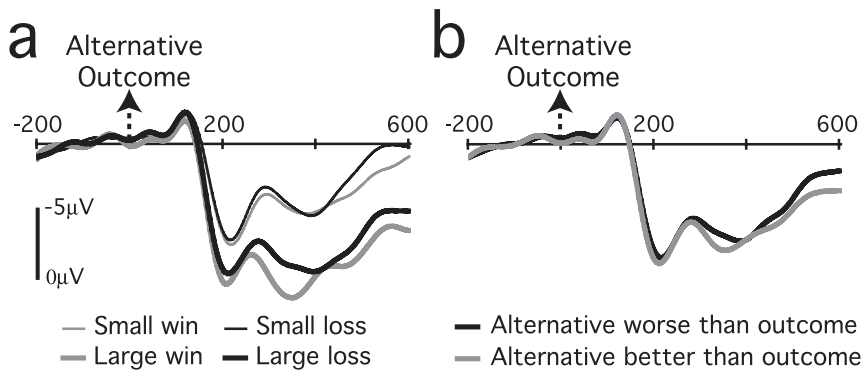 a
Alternative
Outcome
-200 200 600
-5μV
0μV
Small win Small loss
Large win Large loss
b
Alternative
Outcome
-200 200 600
Alternative worse than outcome
Alternative better than outcome